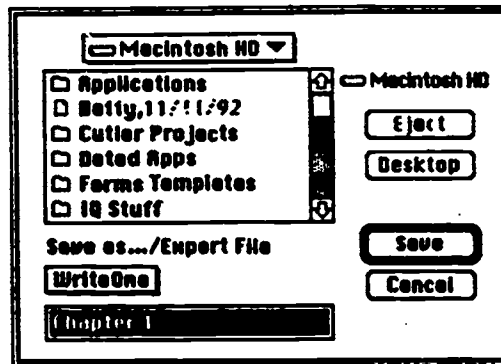 Macintosh HD
Applications
Betty,11/11/92
Cutler Projects
Dated Apps
Forms Templates
IQ Stuff
Macintosh HD
Eject
Desktop
Save as.../Export File
WriteOne
Chapter 1
Save
Cancel